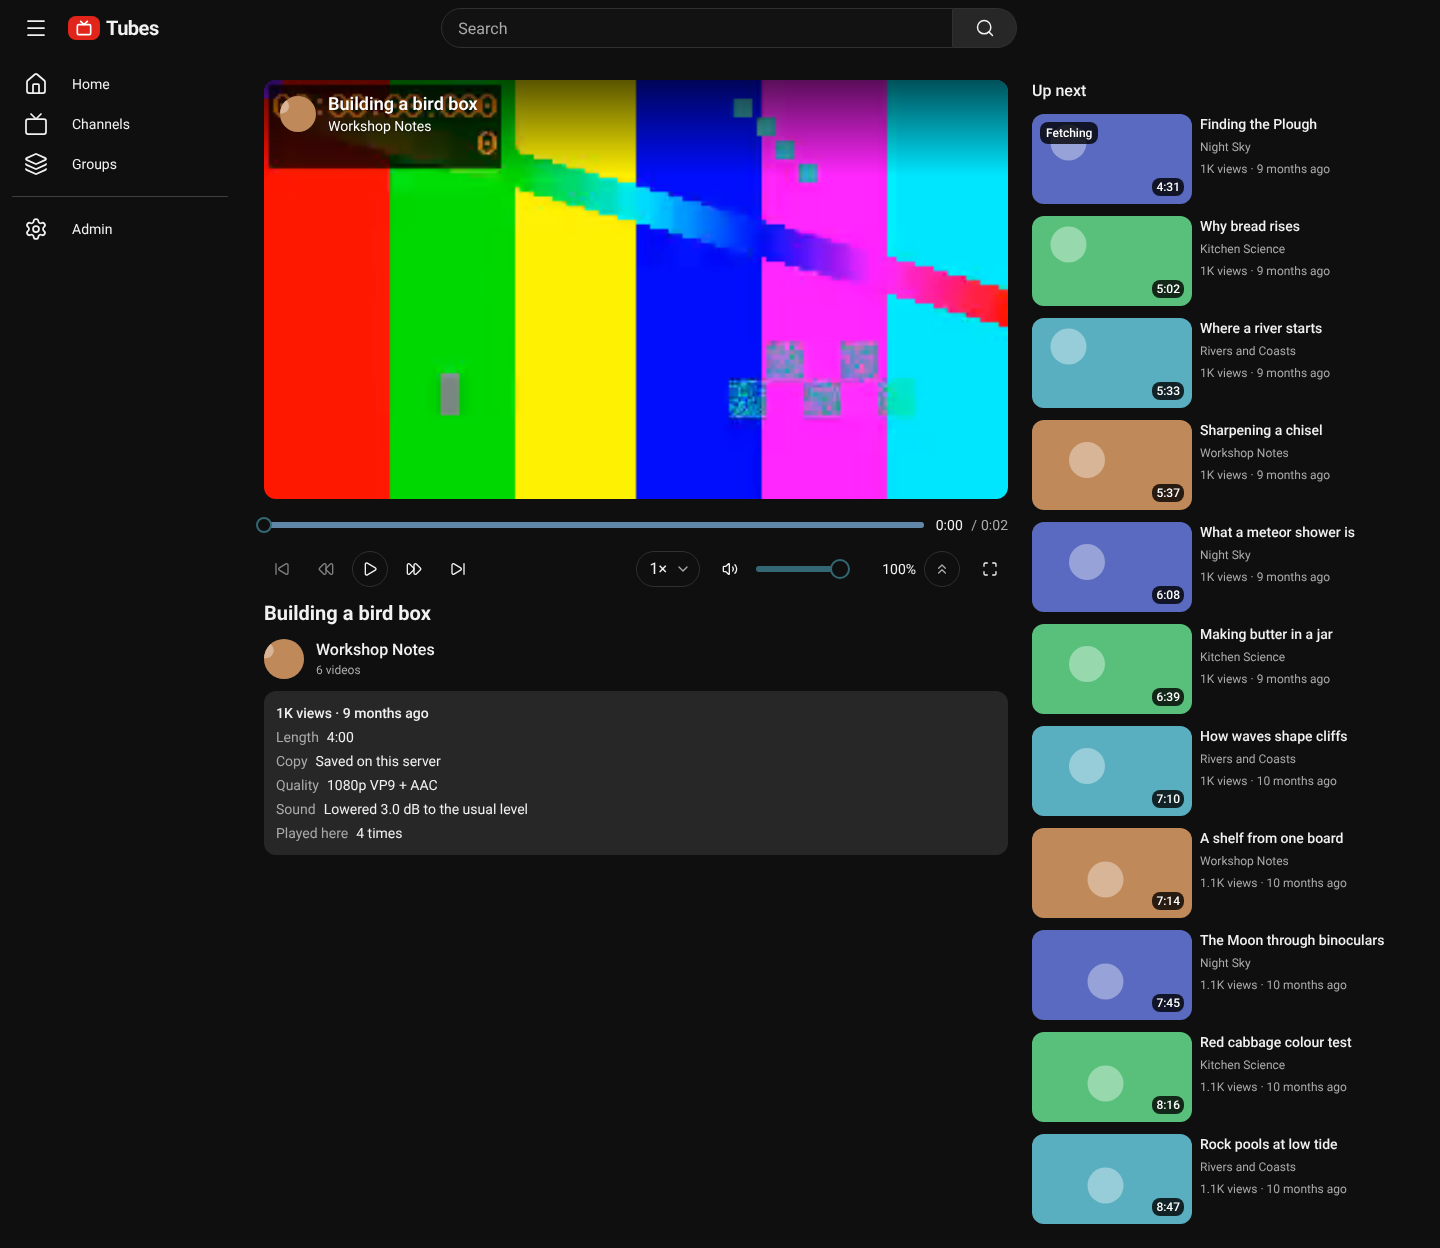 Tubes
Search
Home
Channels
Groups
Admin
Building a bird box
Workshop Notes
0
0:00 / 0:02
1×
100%
Building a bird box
Workshop Notes
6 videos
1K views · 9 months ago
Length 4:00
Copy Saved on this server
Quality 1080p VP9 + AAC
Sound Lowered 3.0 dB to the usual level
Played here 4 times
Up next
Fetching
4:31
Finding the Plough
Night Sky
1K views · 9 months ago
5:02
Why bread rises
Kitchen Science
1K views · 9 months ago
5:33
Where a river starts
Rivers and Coasts
1K views · 9 months ago
5:37
Sharpening a chisel
Workshop Notes
1K views · 9 months ago
6:08
What a meteor shower is
Night Sky
1K views · 9 months ago
6:39
Making butter in a jar
Kitchen Science
1K views · 9 months ago
7:10
How waves shape cliffs
Rivers and Coasts
1K views · 10 months ago
7:14
A shelf from one board
Workshop Notes
1.1K views · 10 months ago
7:45
The Moon through binoculars
Night Sky
1.1K views · 10 months ago
8:16
Red cabbage colour test
Kitchen Science
1.1K views · 10 months ago
8:47
Rock pools at low tide
Rivers and Coasts
1.1K views · 10 months ago